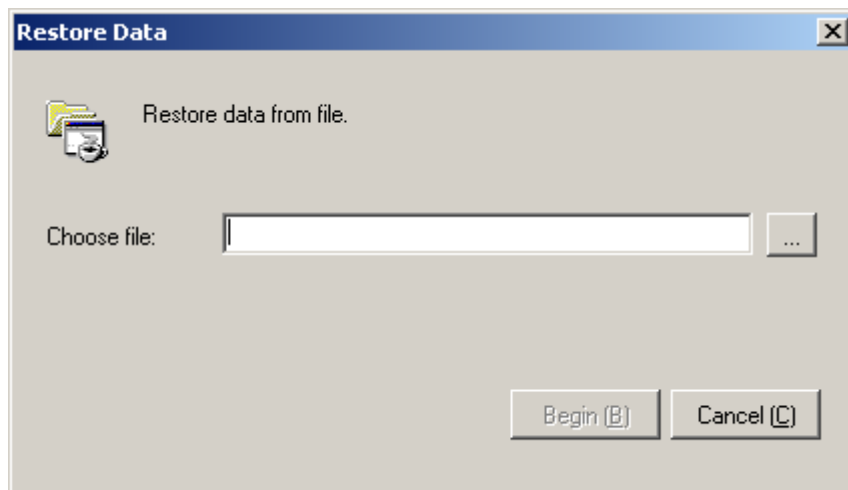 Restore Data
Restore data from file.
Choose file:
...
Begin (B) Cancel (C)